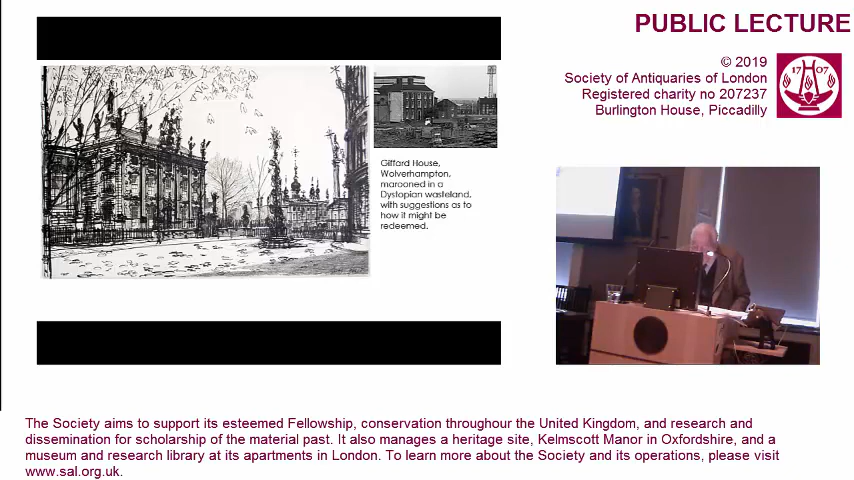 PUBLIC LECTURE
© 2019
Society of Antiquaries of London
Registered charity no 207237
Burlington House, Piccadilly
17 07
Giffard House,
Wolverhampton,
marooned in a
Dystopian wasteland,
with suggestions as to
how it might be
redeemed.
The Society aims to support its esteemed Fellowship, conservation throughour the United Kingdom, and research and
dissemination for scholarship of the material past. It also manages a heritage site, Kelmscott Manor in Oxfordshire, and a
museum and research library at its apartments in London. To learn more about the Society and its operations, please visit
www.sal.org.uk.